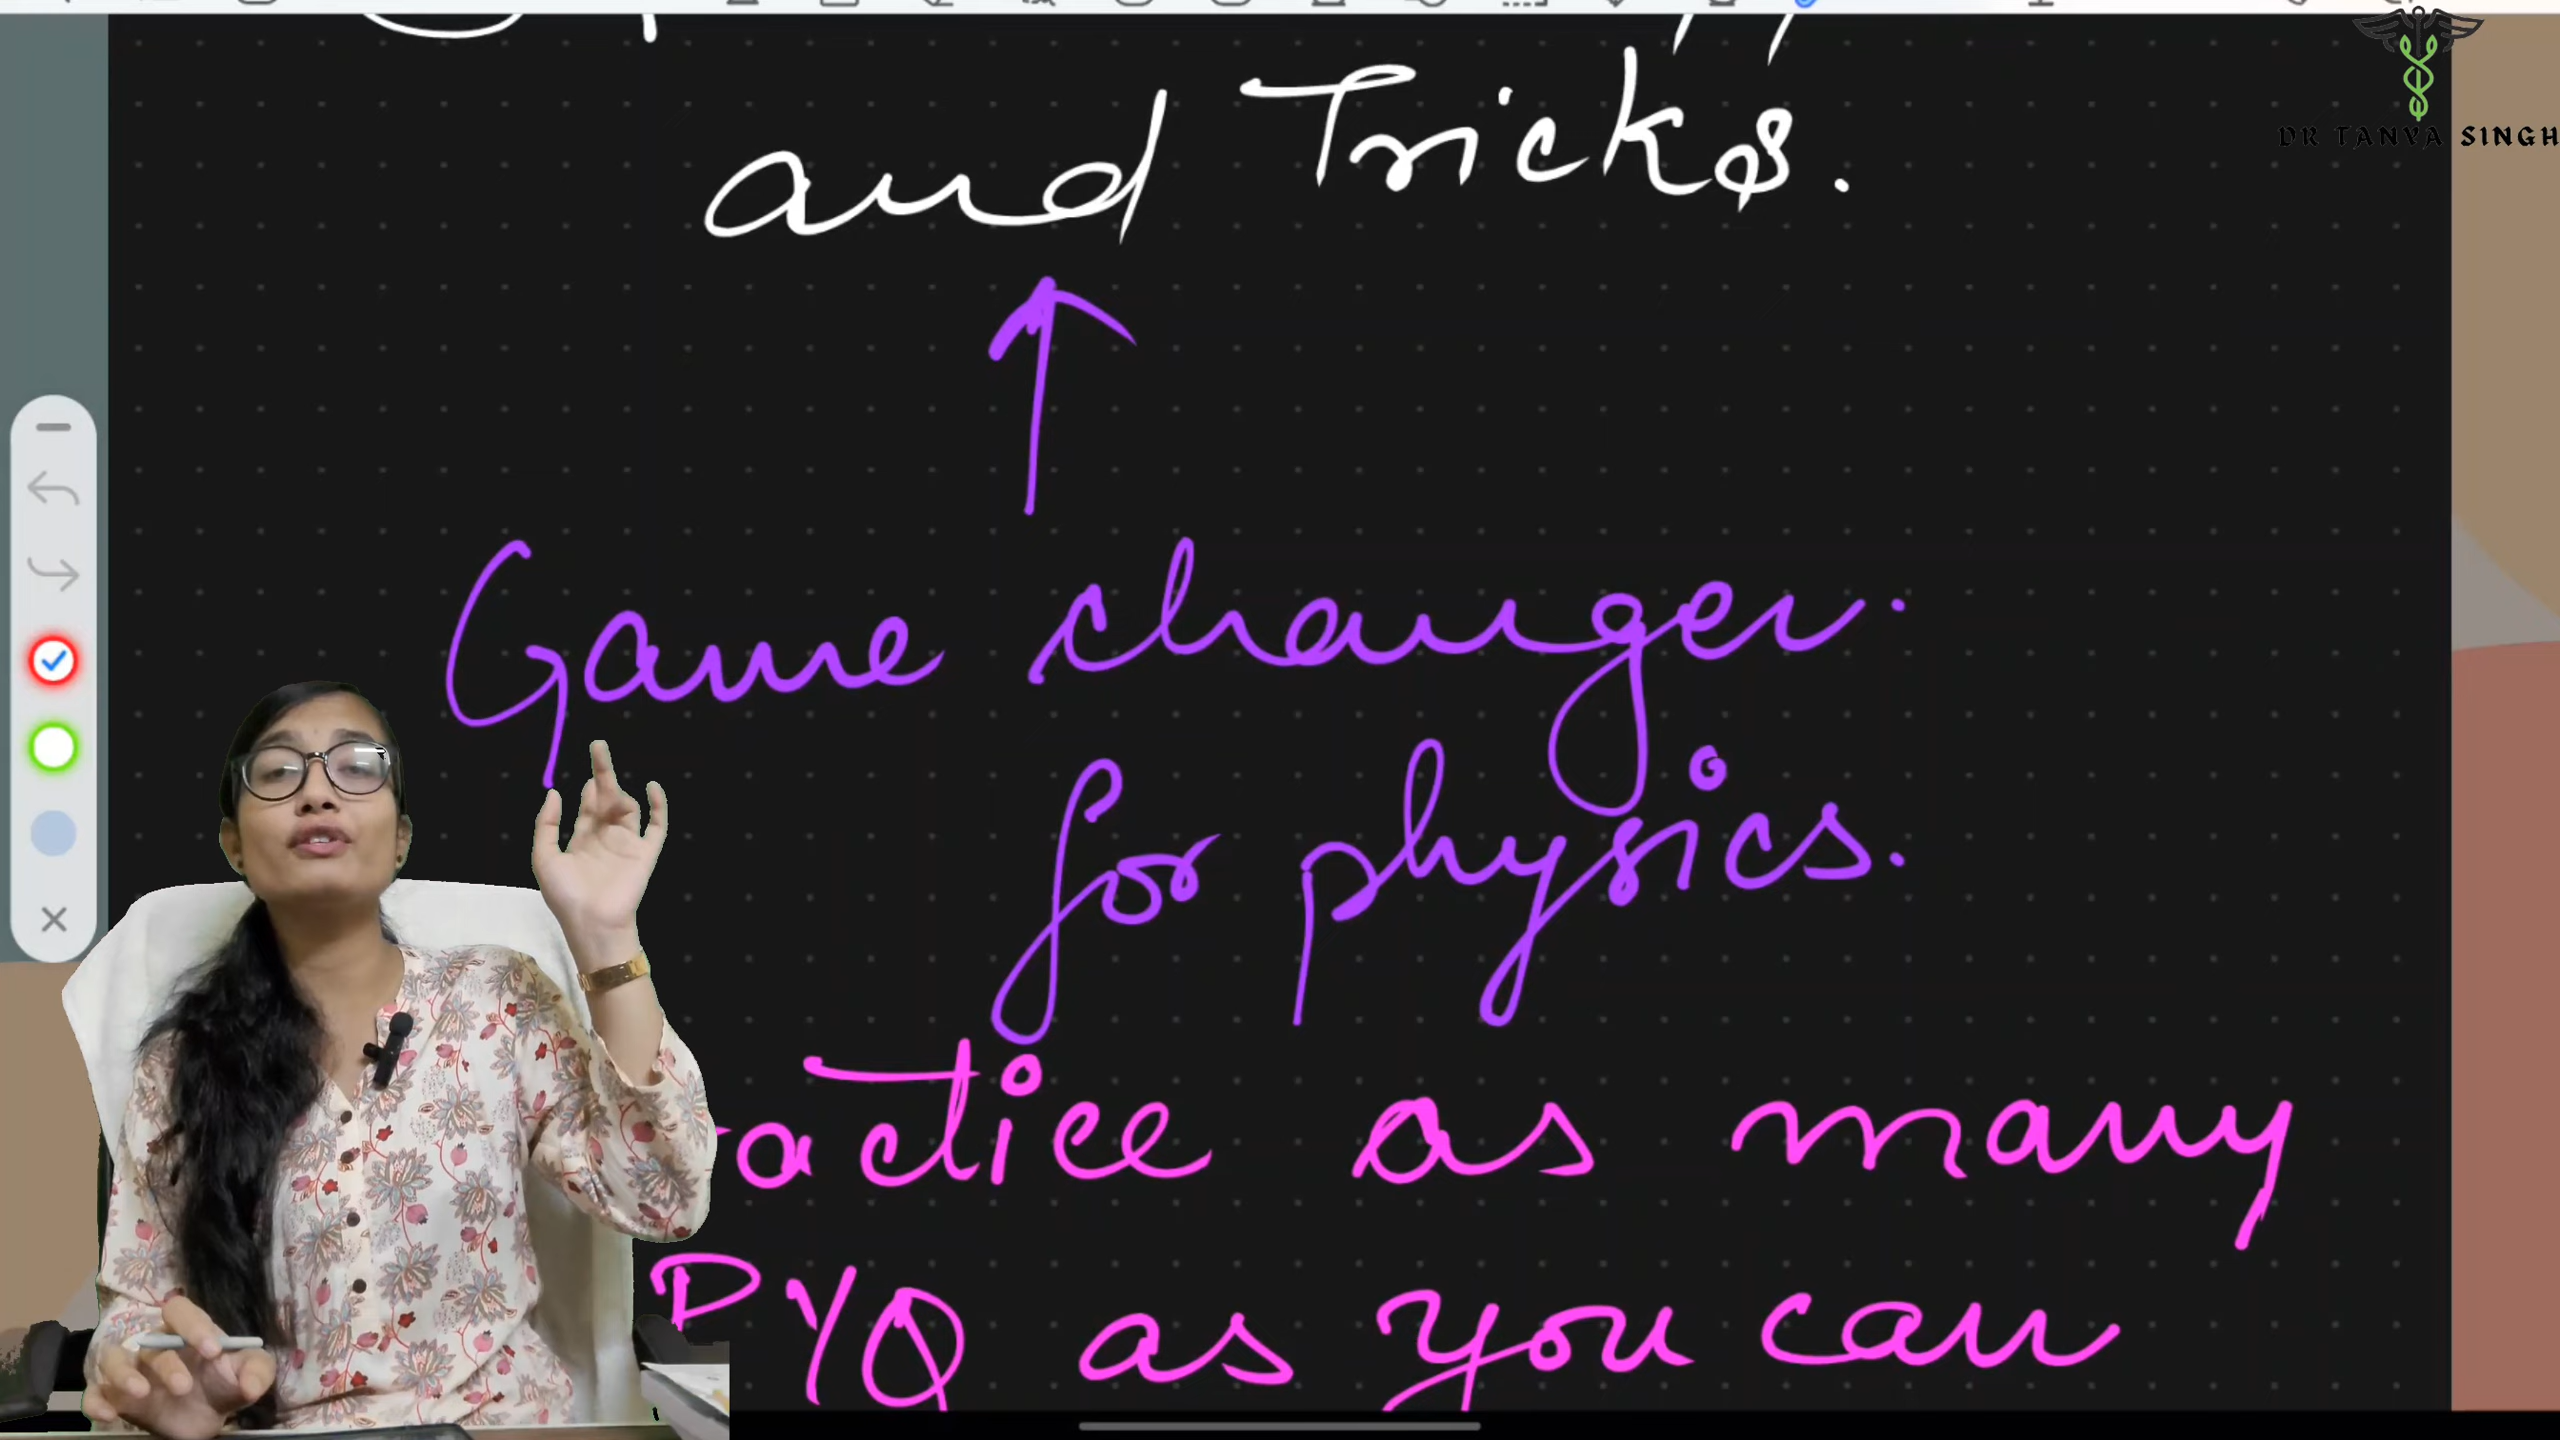 and Tricks.
DR TANYA SINGH
Game changer.
for physics.
actice as many
PYQ as you can